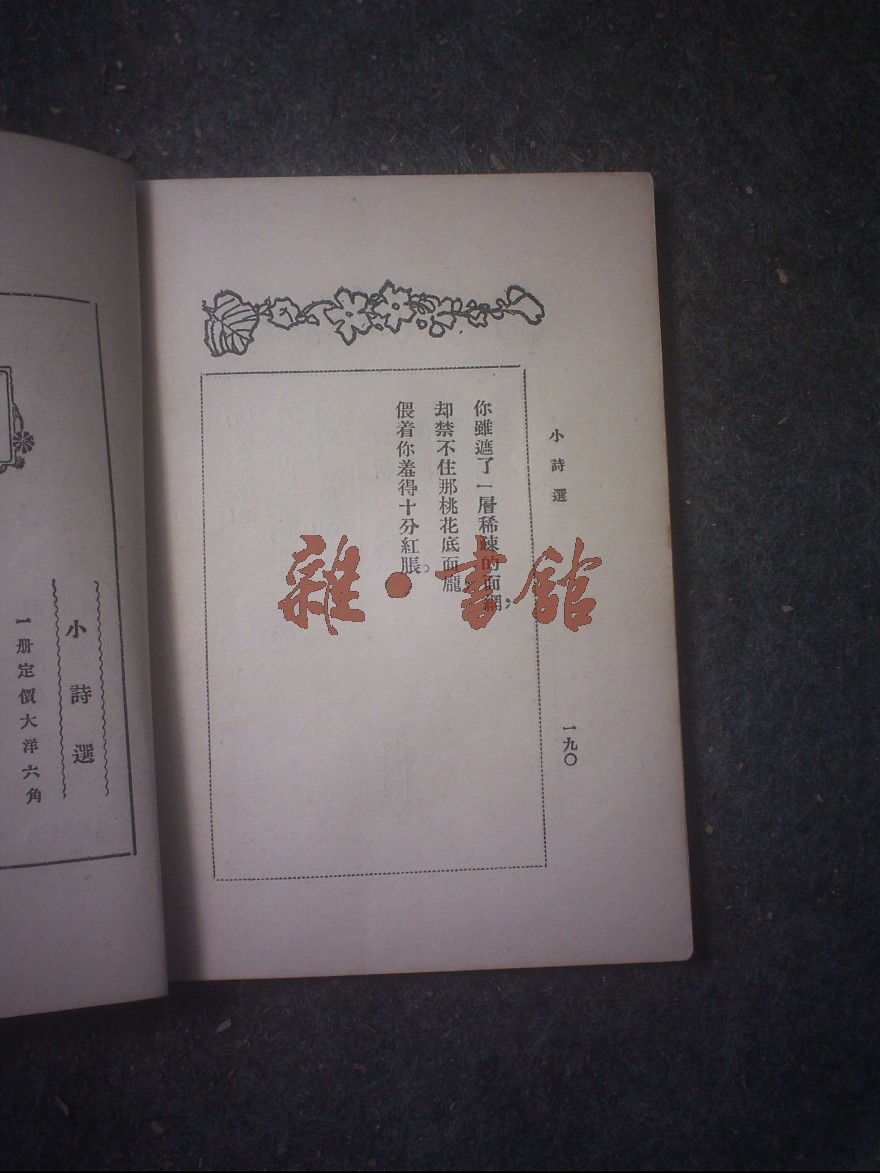 小詩選
一九〇
你雖遮了一層稀疎的面網；
却禁不住那桃花底面龐
偎着你羞得十分紅脹。
小詩選
一册定價大洋六角
雜·書館